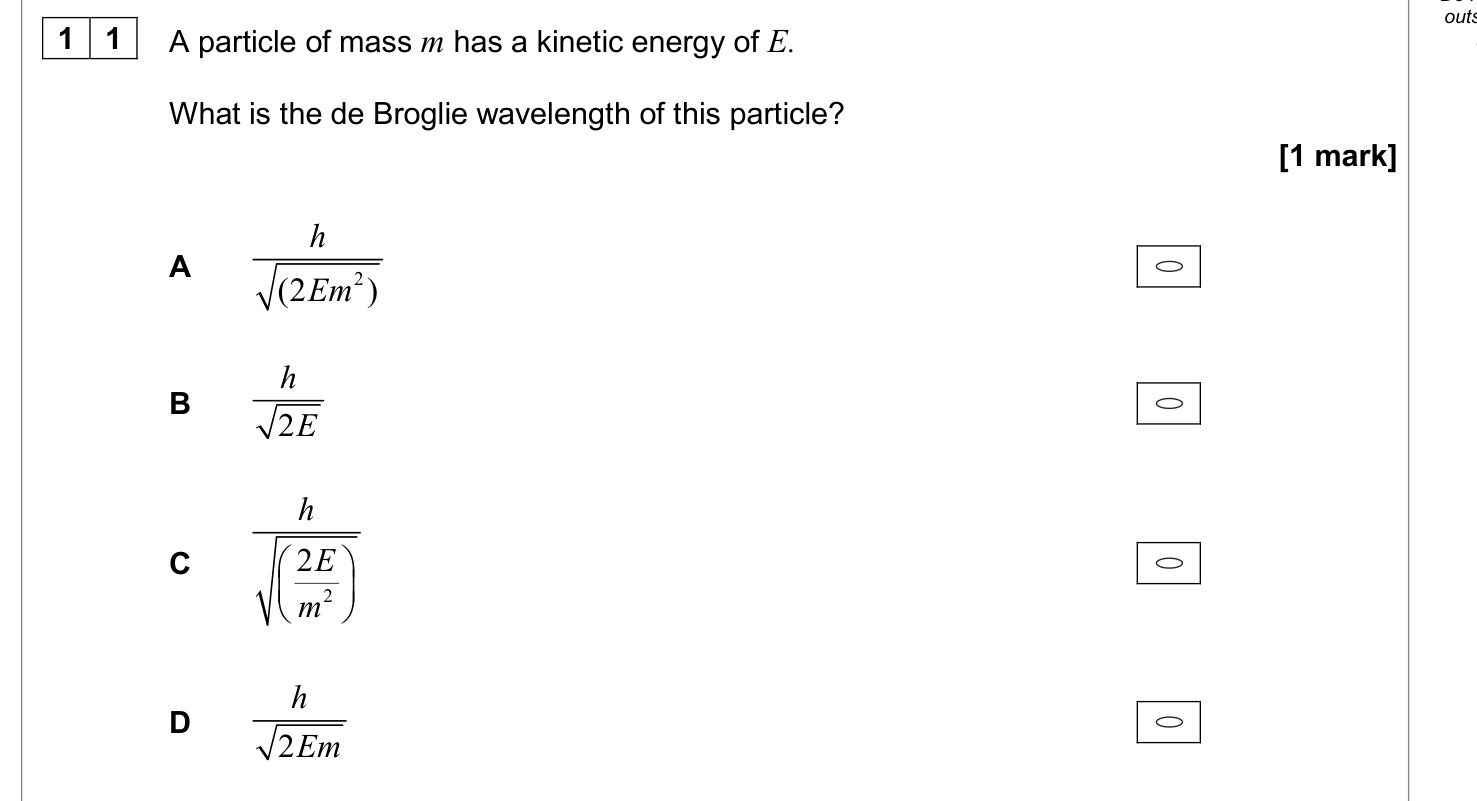 outs
1 1 A particle of mass m has a kinetic energy of E.
What is the de Broglie wavelength of this particle?
[1 mark]
A h/√(2Em²)
B h/√2E
C h/√(2E/m²)
D h/√2Em